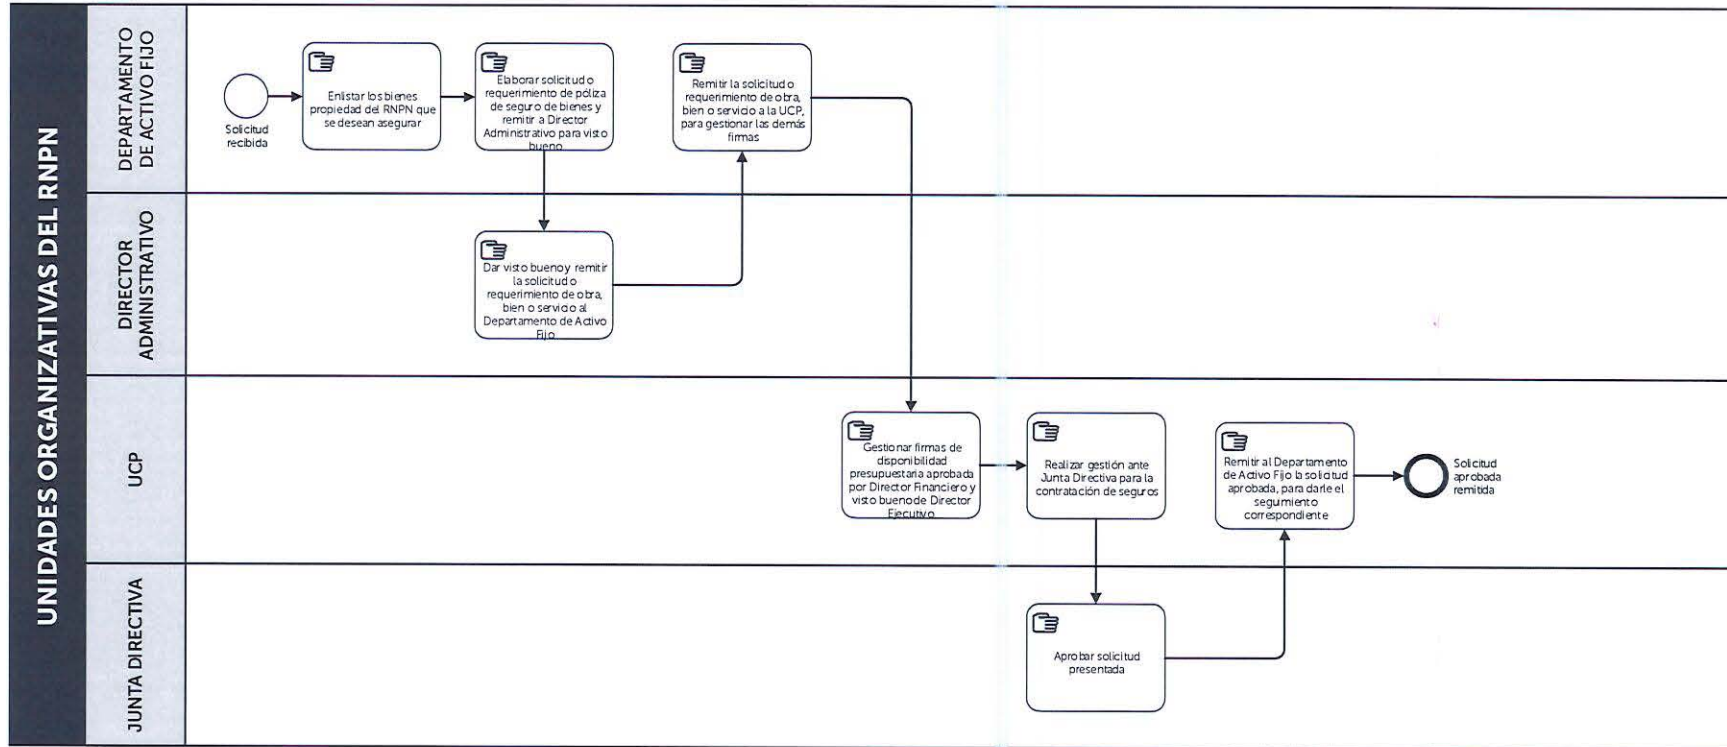 UNIDADES ORGANIZATIVAS DEL RNPN
DEPARTAMENTO
DE ACTIVO FIJO
Solicitud
recibida
Enlistar los bienes
propiedad del RNPN que
se desean asegurar
Elaborar solicitud o
requerimiento de póliza
de seguro de bienes y
remitir a Director
Administrativo para visto
bueno
Remitir la solicitud o
requerimiento de obra,
bien o servicio a la UCP,
para gestionar las demás
firmas
DIRECTOR
ADMINISTRATIVO
Dar visto bueno y remitir
la solicitud o
requerimiento de obra,
bien o servicio al
Departamento de Activo
Fijo
UCP
Gestionar firmas de
disponibilidad
presupuestaria aprobada
por Director Financiero y
visto bueno de Director
Ejecutivo
Realizar gestión ante
Junta Directiva para la
contratación de seguros
Remitir al Departamento
de Activo Fijo la solicitud
aprobada, para darle el
seguimiento
correspondiente
Solicitud
aprobada
remitida
JUNTA DIRECTIVA
Aprobar solicitud
presentada